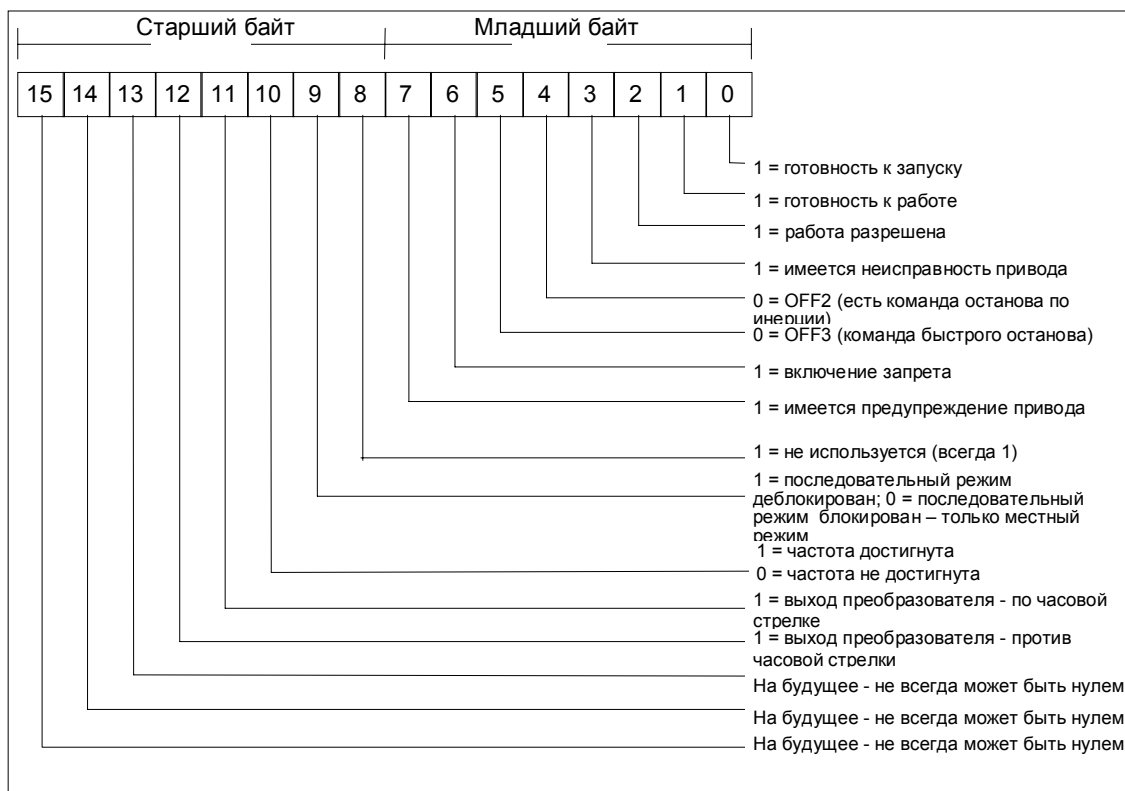 Старший байт Младший байт
15 14 13 12 11 10 9 8 7 6 5 4 3 2 1 0
1 = готовность к запуску
1 = готовность к работе
1 = работа разрешена
1 = имеется неисправность привода
0 = OFF2 (есть команда останова по
инерции)
0 = OFF3 (команда быстрого останова)
1 = включение запрета
1 = имеется предупреждение привода
1 = не используется (всегда 1)
1 = последовательный режим
деблокирован; 0 = последовательный
режим блокирован – только местный
режим
1 = частота достигнута
0 = частота не достигнута
1 = выход преобразователя - по часовой
стрелке
1 = выход преобразователя - против
часовой стрелки
На будущее - не всегда может быть нулем
На будущее - не всегда может быть нулем
На будущее - не всегда может быть нулем